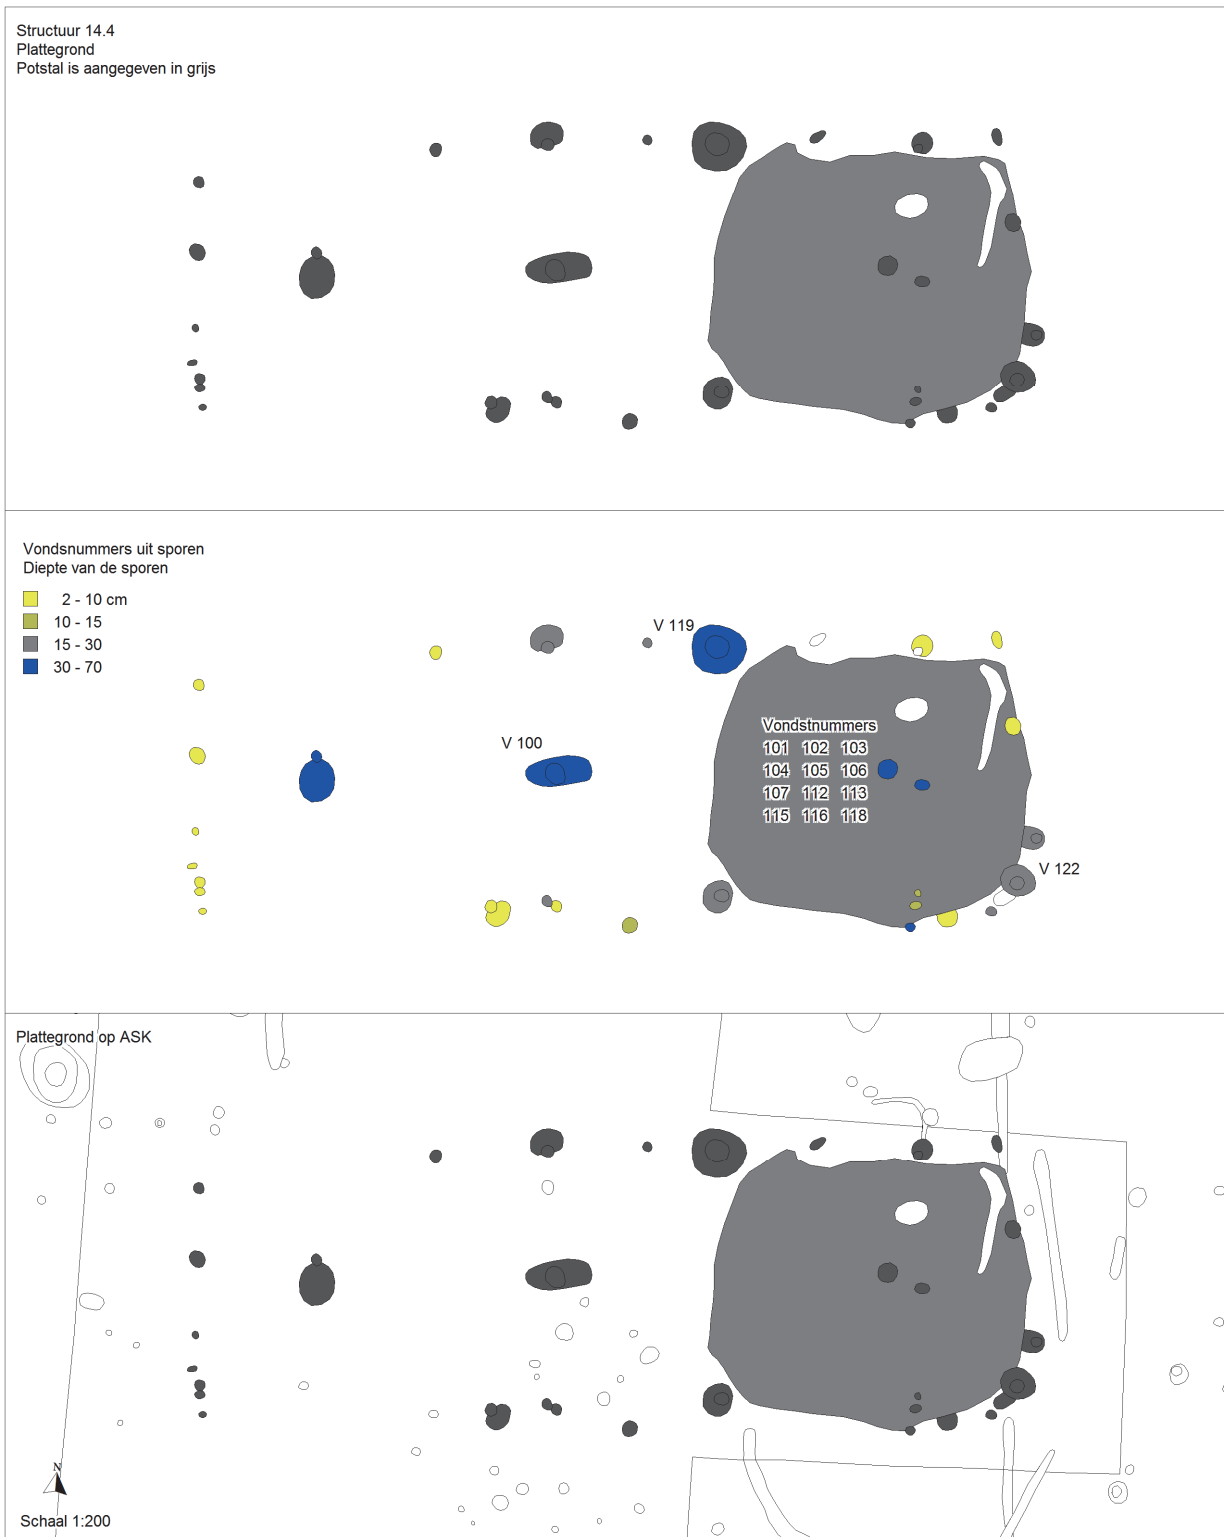 Structuur 14.4
Plattegrond
Potstal is aangegeven in grijs
Vondsnummers uit sporen
Diepte van de sporen
2 - 10 cm
10 - 15
15 - 30
30 - 70
V 119
V 100
Vondstnummers
101 102 103
104 105 106
107 112 113
115 116 118
V 122
Plattegrond op ASK
N
Schaal 1:200